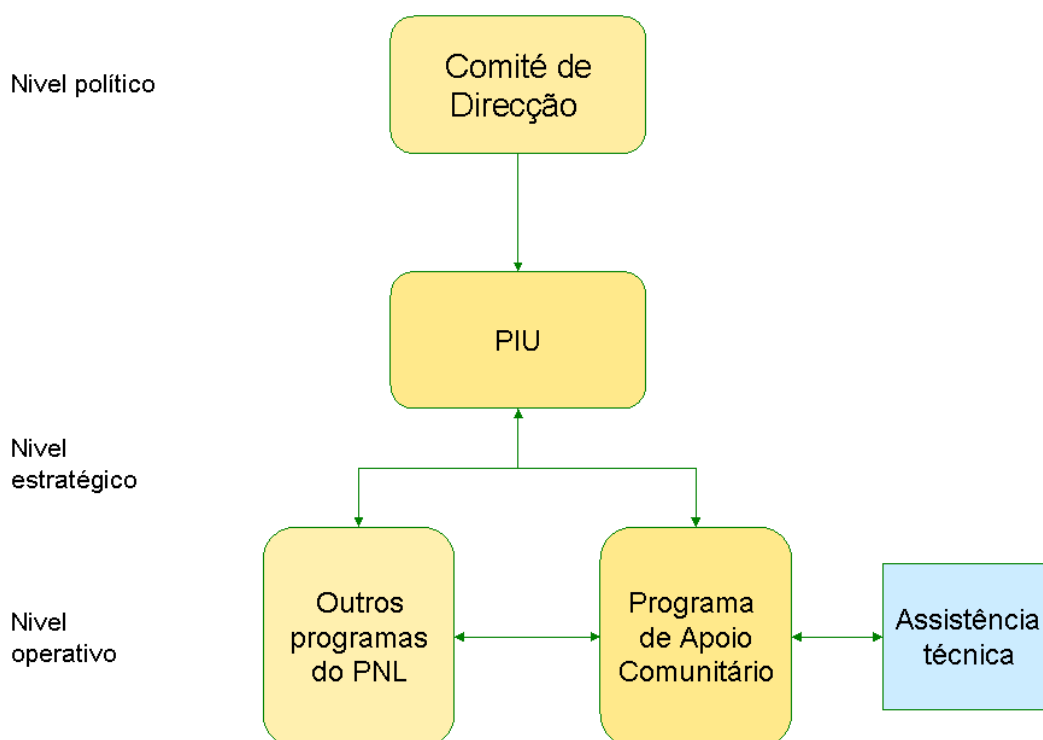 Nivel político
Comité de
Direcção
PIU
Nivel
estratégico
Nivel
operativo
Outros
programas
do PNL
Programa
de Apoio
Comunitário
Assistência
técnica